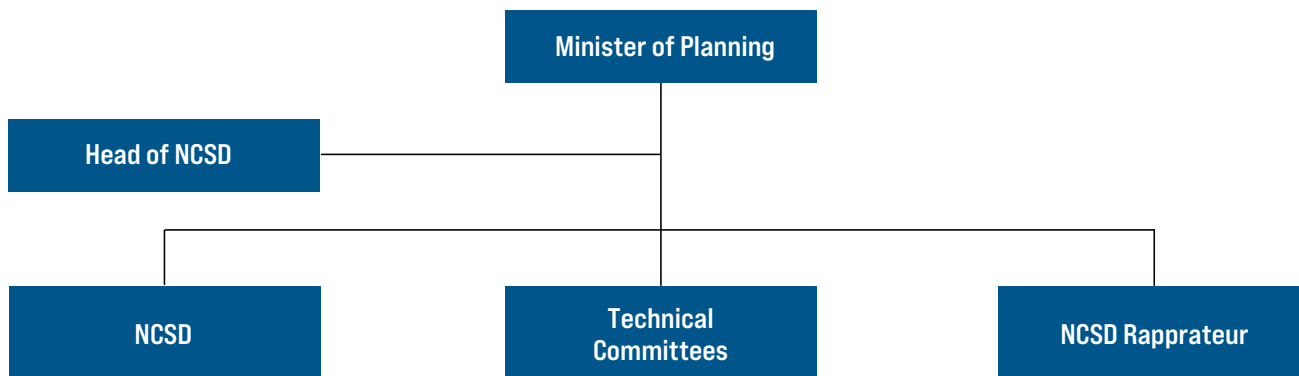 Minister of Planning
Head of NCSD
NCSD
Technical
Committees
NCSD Rapprateur